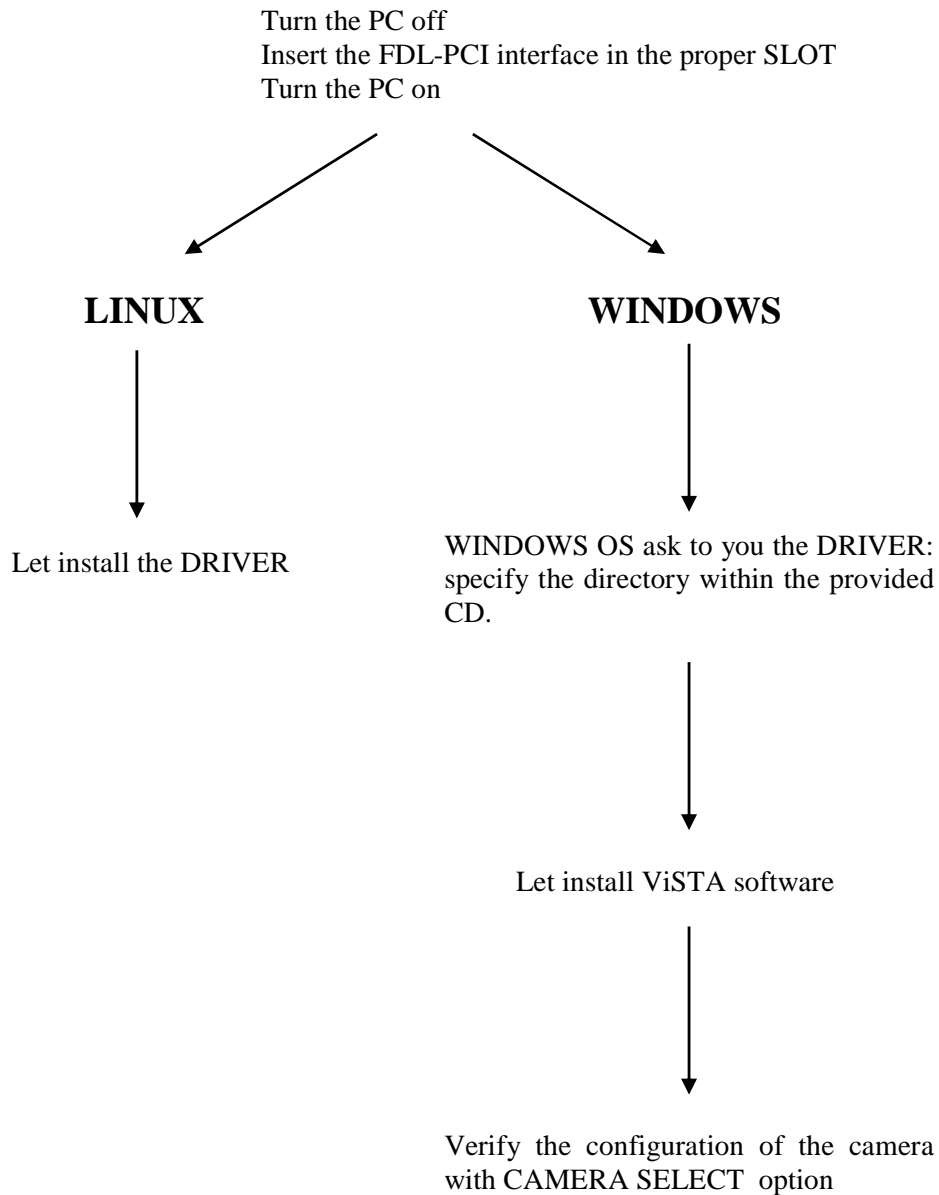 Turn the PC off
Insert the FDL-PCI interface in the proper SLOT
Turn the PC on
LINUX
WINDOWS
Let install the DRIVER
WINDOWS OS ask to you the DRIVER:
specify the directory within the provided
CD.
Let install ViSTA software
Verify the configuration of the camera
with CAMERA SELECT option